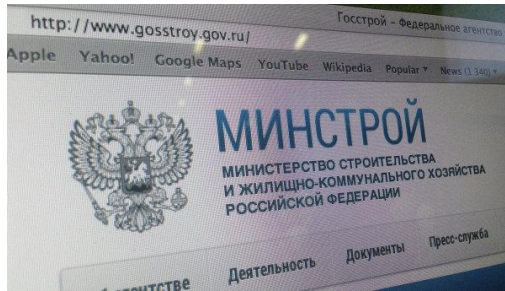 http://www.gosstroy.gov.ru/
Госстрой – Федеральное агентство
Apple Yahoo! Google Maps YouTube Wikipedia Popular ▾ News (1 340) ▾
МИНСТРОЙ
МИНИСТЕРСТВО СТРОИТЕЛЬСТВА
И ЖИЛИЩНО-КОММУНАЛЬНОГО ХОЗЯЙСТВА
РОССИЙСКОЙ ФЕДЕРАЦИИ
Деятельность Документы Пресс-служба